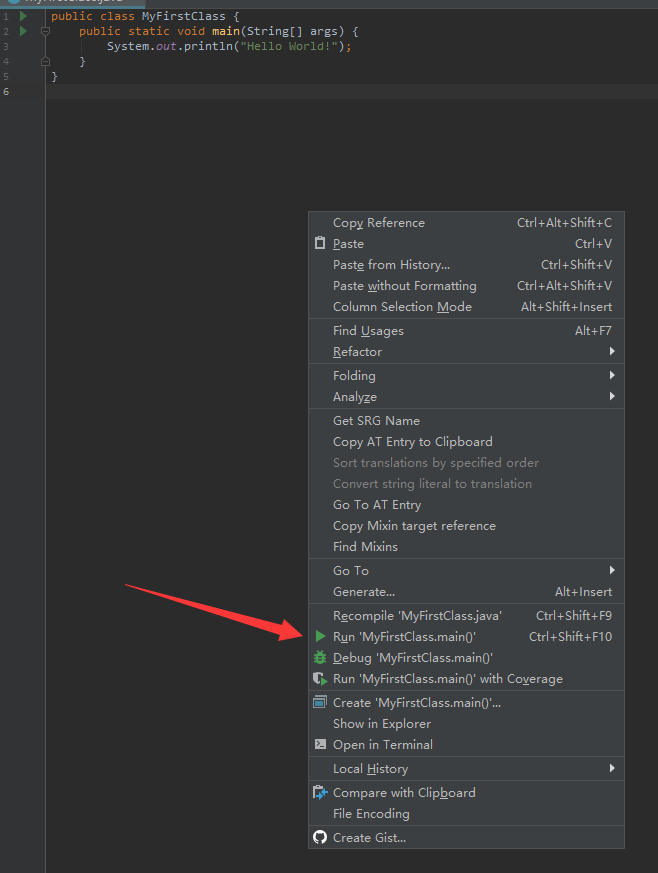 1 public class MyFirstClass {
2 public static void main(String[] args) {
3 System.out.println("Hello World!");
4 }
5 }
6
Copy Reference Ctrl+Alt+Shift+C
Paste Ctrl+V
Paste from History... Ctrl+Shift+V
Paste without Formatting Ctrl+Alt+Shift+V
Column Selection Mode Alt+Shift+Insert
Find Usages Alt+F7
Refactor
Folding
Analyze
Get SRG Name
Copy AT Entry to Clipboard
Sort translations by specified order
Convert string literal to translation
Go To AT Entry
Copy Mixin target reference
Find Mixins
Go To
Generate... Alt+Insert
Recompile 'MyFirstClass.java' Ctrl+Shift+F9
Run 'MyFirstClass.main()' Ctrl+Shift+F10
Debug 'MyFirstClass.main()'
Run 'MyFirstClass.main()' with Coverage
Create 'MyFirstClass.main()'...
Show in Explorer
Open in Terminal
Local History
Compare with Clipboard
File Encoding
Create Gist...